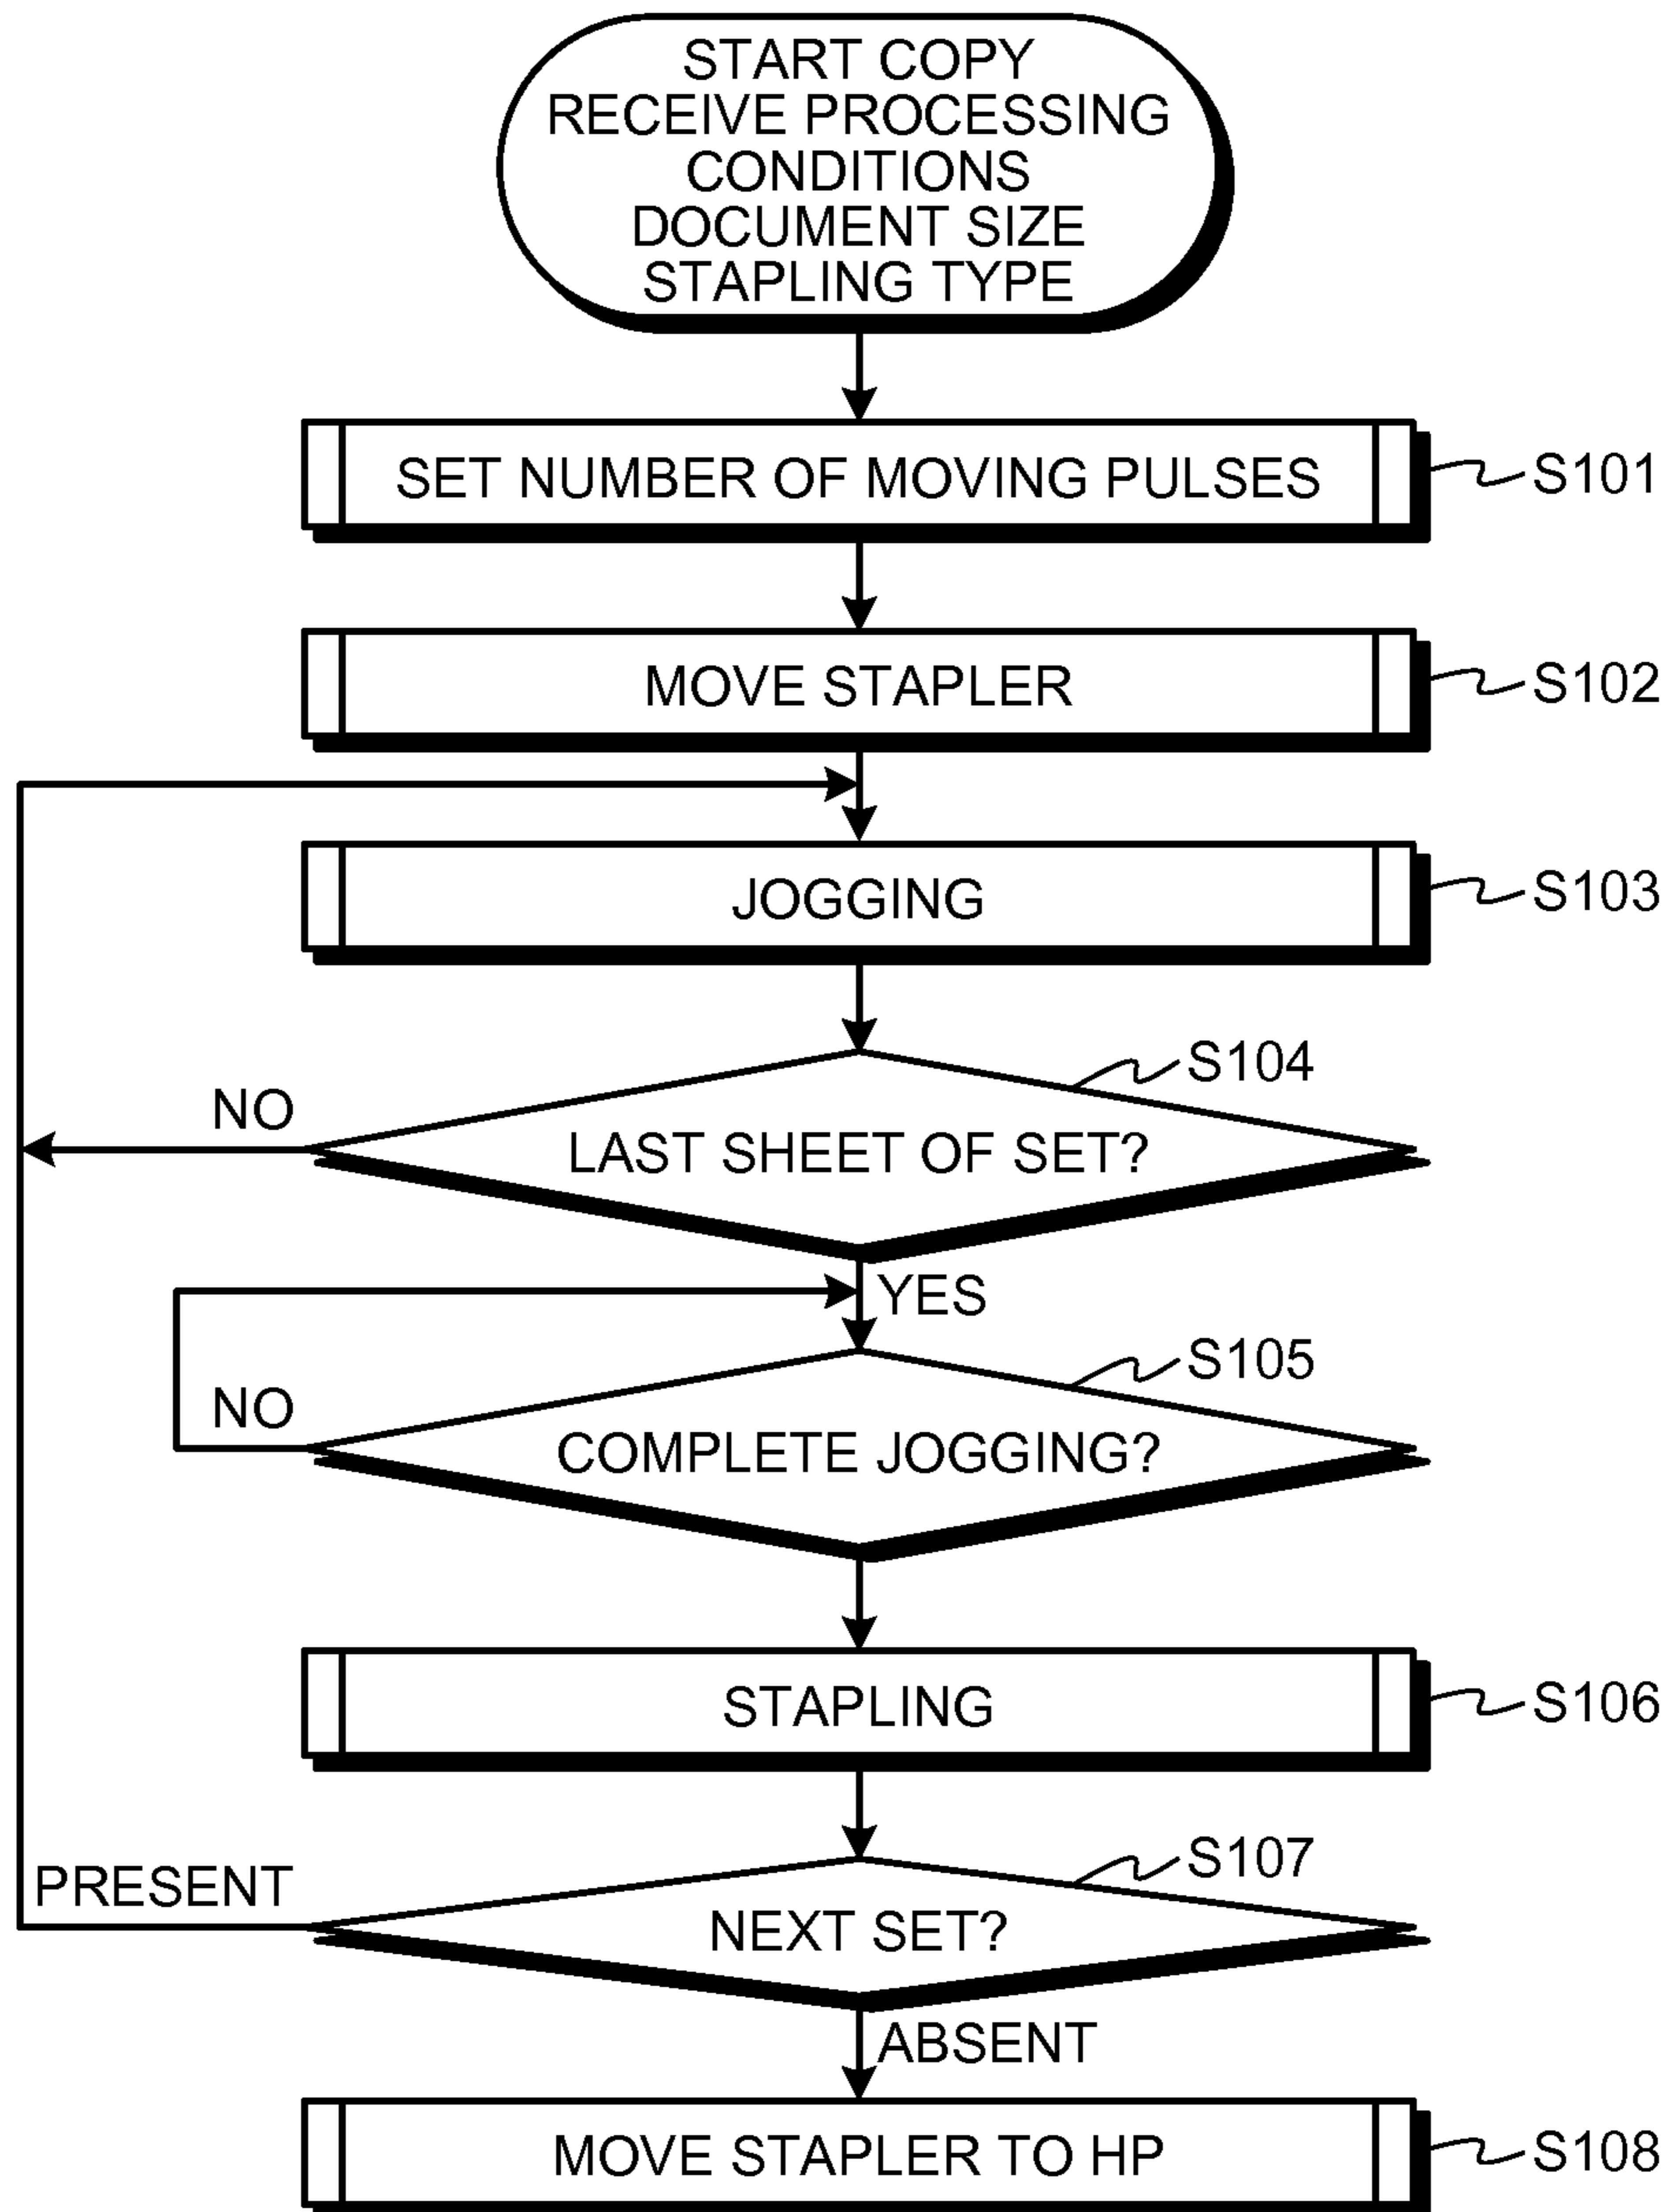 START COPY
RECEIVE PROCESSING
CONDITIONS
DOCUMENT SIZE
STAPLING TYPE
SET NUMBER OF MOVING PULSES
S101
MOVE STAPLER
S102
JOGGING
S103
S104
NO
LAST SHEET OF SET?
YES
S105
NO
COMPLETE JOGGING?
STAPLING
S106
S107
PRESENT
NEXT SET?
ABSENT
MOVE STAPLER TO HP
S108